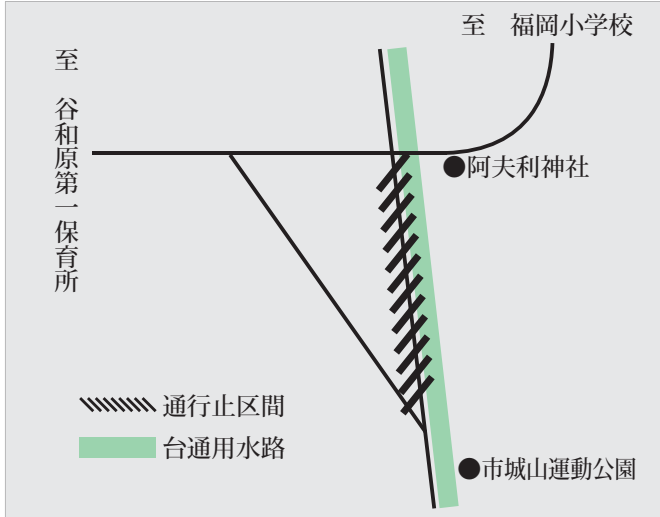 至　福岡小学校
至　谷和原第一保育所
阿夫利神社
通行止区間
台通用水路
市城山運動公園